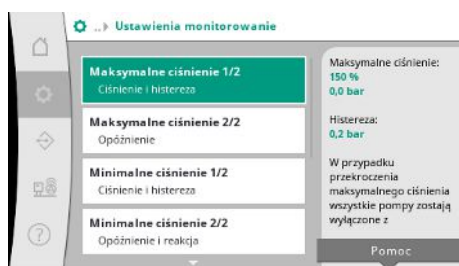 ..▸ Ustawienia monitorowanie
Maksymalne ciśnienie 1/2
Ciśnienie i histereza
Maksymalne ciśnienie 2/2
Opóźnienie
Minimalne ciśnienie 1/2
Ciśnienie i histereza
Minimalne ciśnienie 2/2
Opóźnienie i reakcja
Maksymalne ciśnienie:
150 %
0,0 bar
Histereza:
0,2 bar
W przypadku
przekroczenia
maksymalnego ciśnienia
wszystkie pompy zostają
wyłączone z
Pomoc